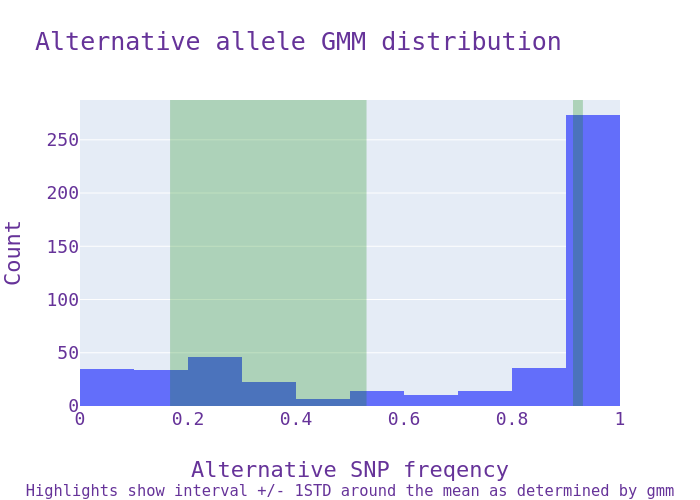 Alternative allele GMM distribution
Count
250
200
150
100
50
0
0 0.2 0.4 0.6 0.8 1
Alternative SNP freqency
Highlights show interval +/- 1STD around the mean as determined by gmm